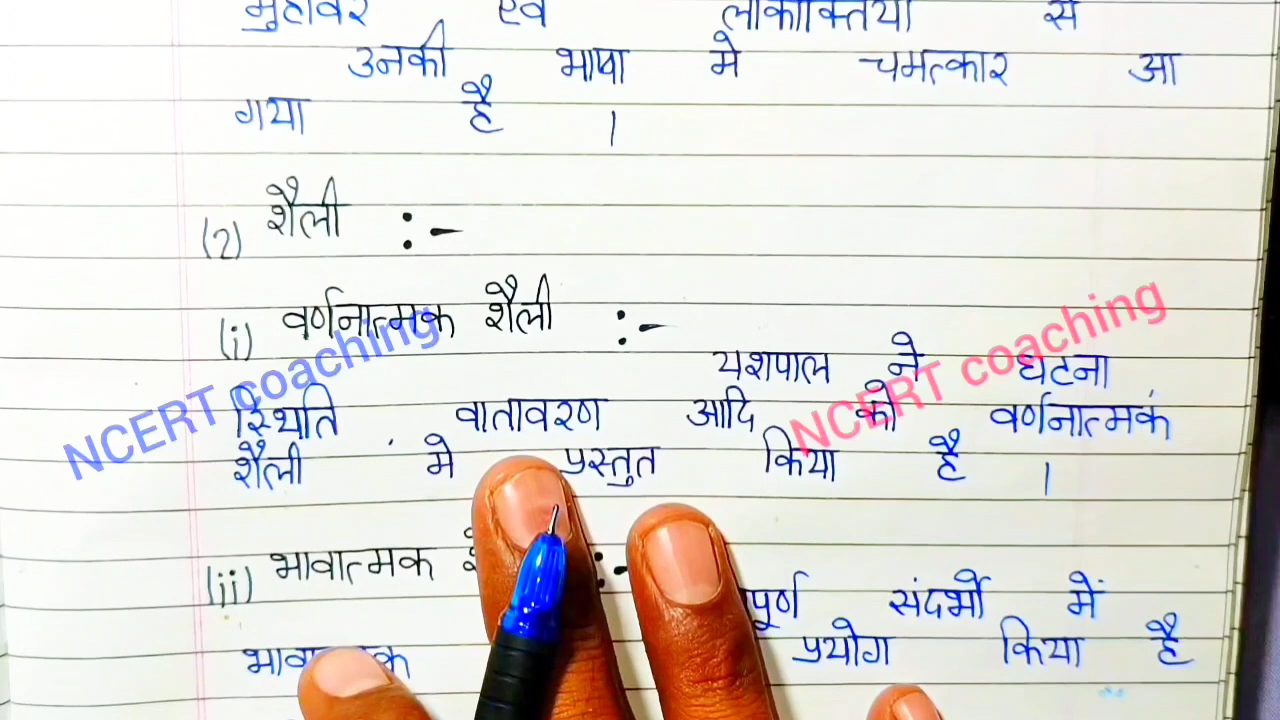 मुहावरे एवं लोकोक्तियों से
उनकी भाषा मे चमत्कार आ
गया है ।
(2) शैली :-
(i) वर्णनात्मक शैली :-
यशपाल ने घटना
स्थिति वातावरण आदि को वर्णनात्मक
शैली में प्रस्तुत किया है ।
(ii) भावात्मक :-
पूर्ण संदर्भो में
प्रयोग किया है
NCERT coaching
NCERT coaching